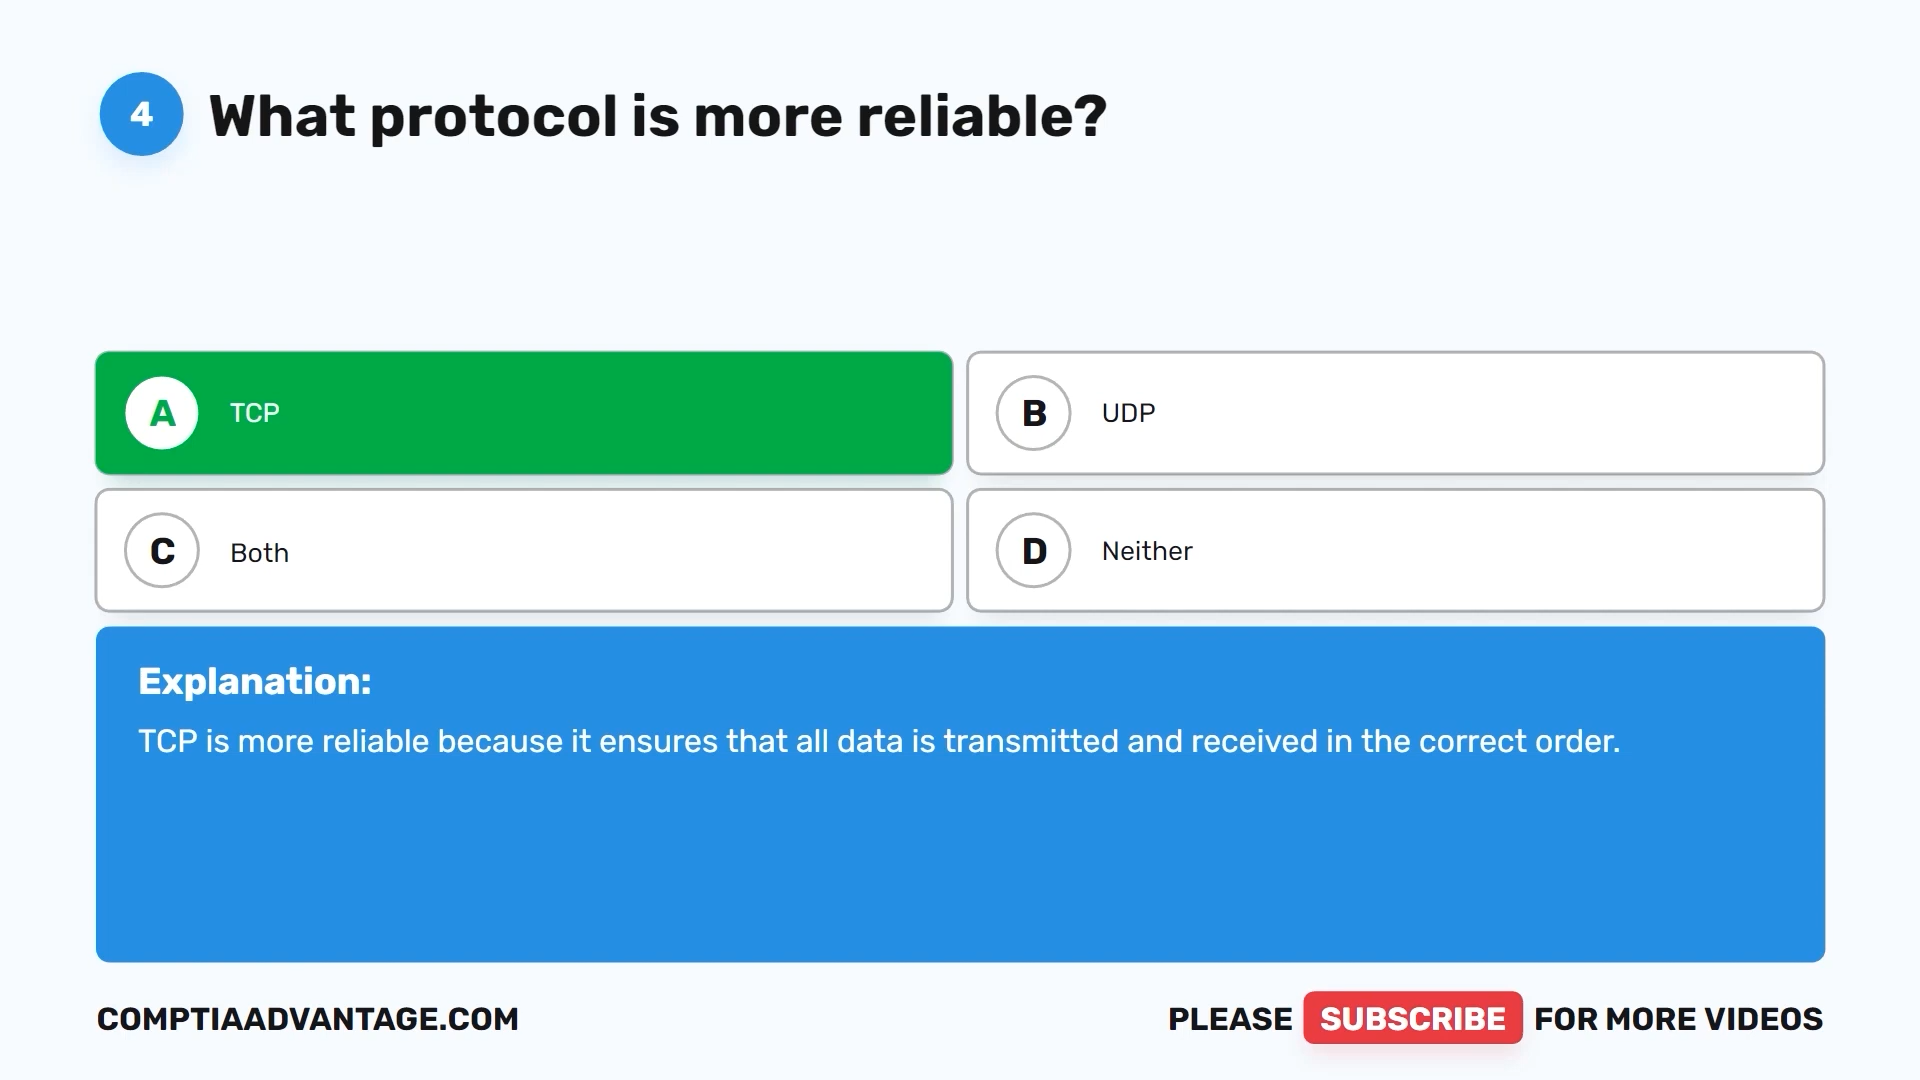 4
What protocol is more reliable?
A TCP
B UDP
C Both
D Neither
Explanation:
TCP is more reliable because it ensures that all data is transmitted and received in the correct order.
COMPTIAADVANTAGE.COM
PLEASE SUBSCRIBE FOR MORE VIDEOS